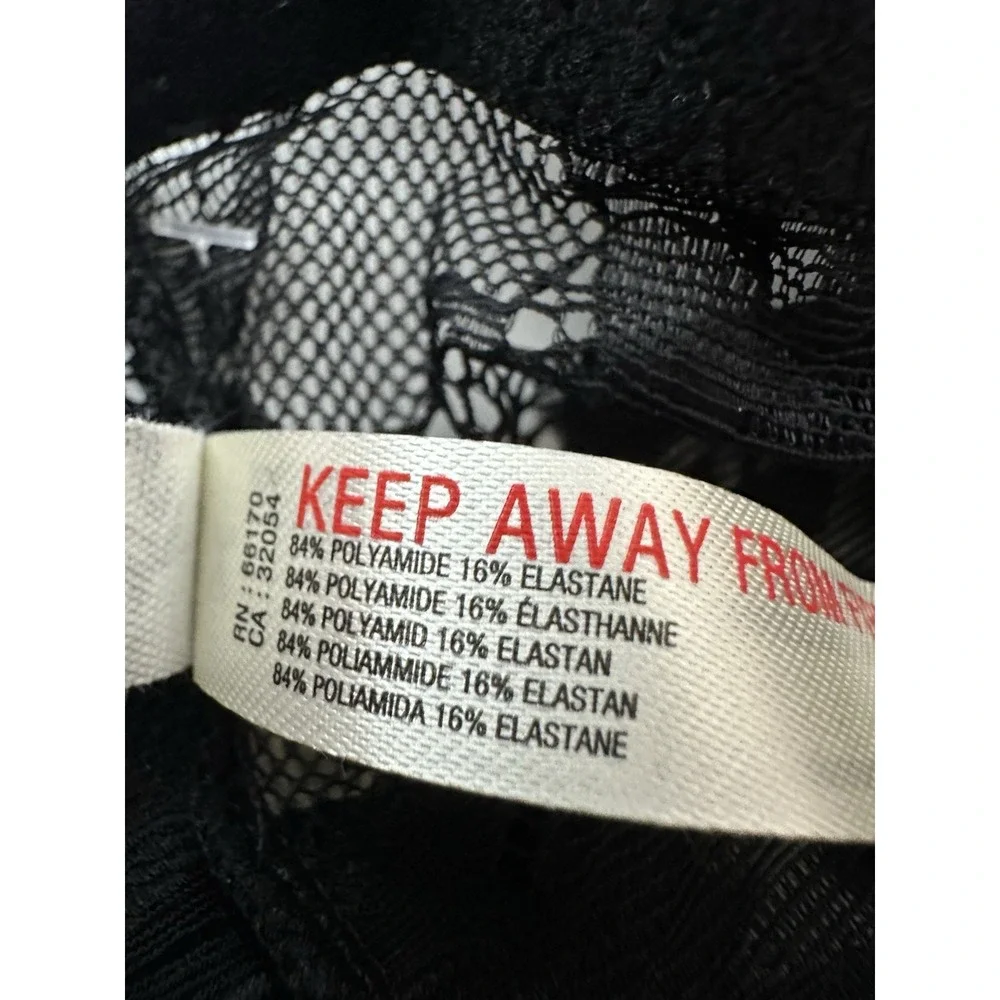 KEEP AWAY FROM
84% POLYAMIDE 16% ELASTANE
84% POLYAMIDE 16% ÉLASTHANNE
84% POLYAMID 16% ELASTAN
84% POLIAMMIDE 16% ELASTAN
84% POLIAMIDA 16% ELASTANE
RN : 66170
CA : 32054